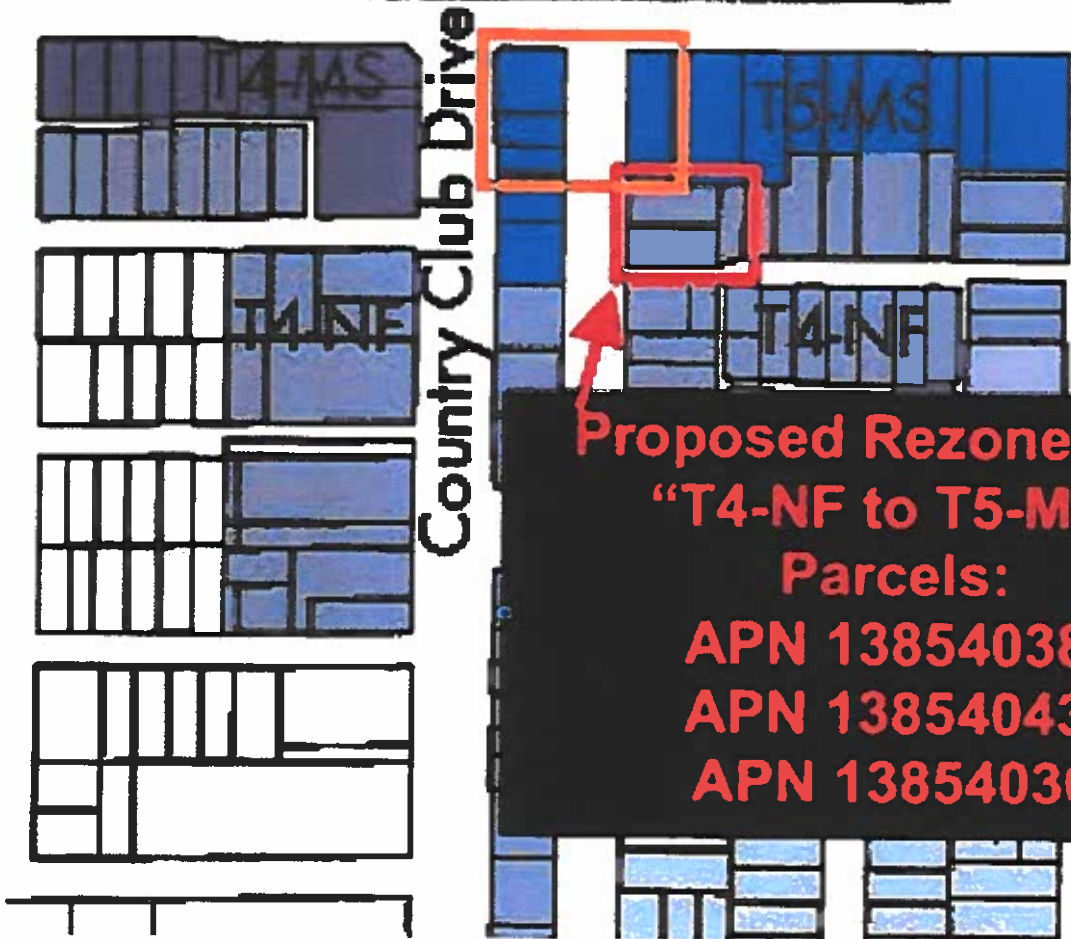 T4-MS
Country Club Drive
T5-MS
T4-NF
T4-NF
Proposed Rezone
“T4-NF to T5-M
Parcels:
APN 13854038
APN 13854043
APN 1385403